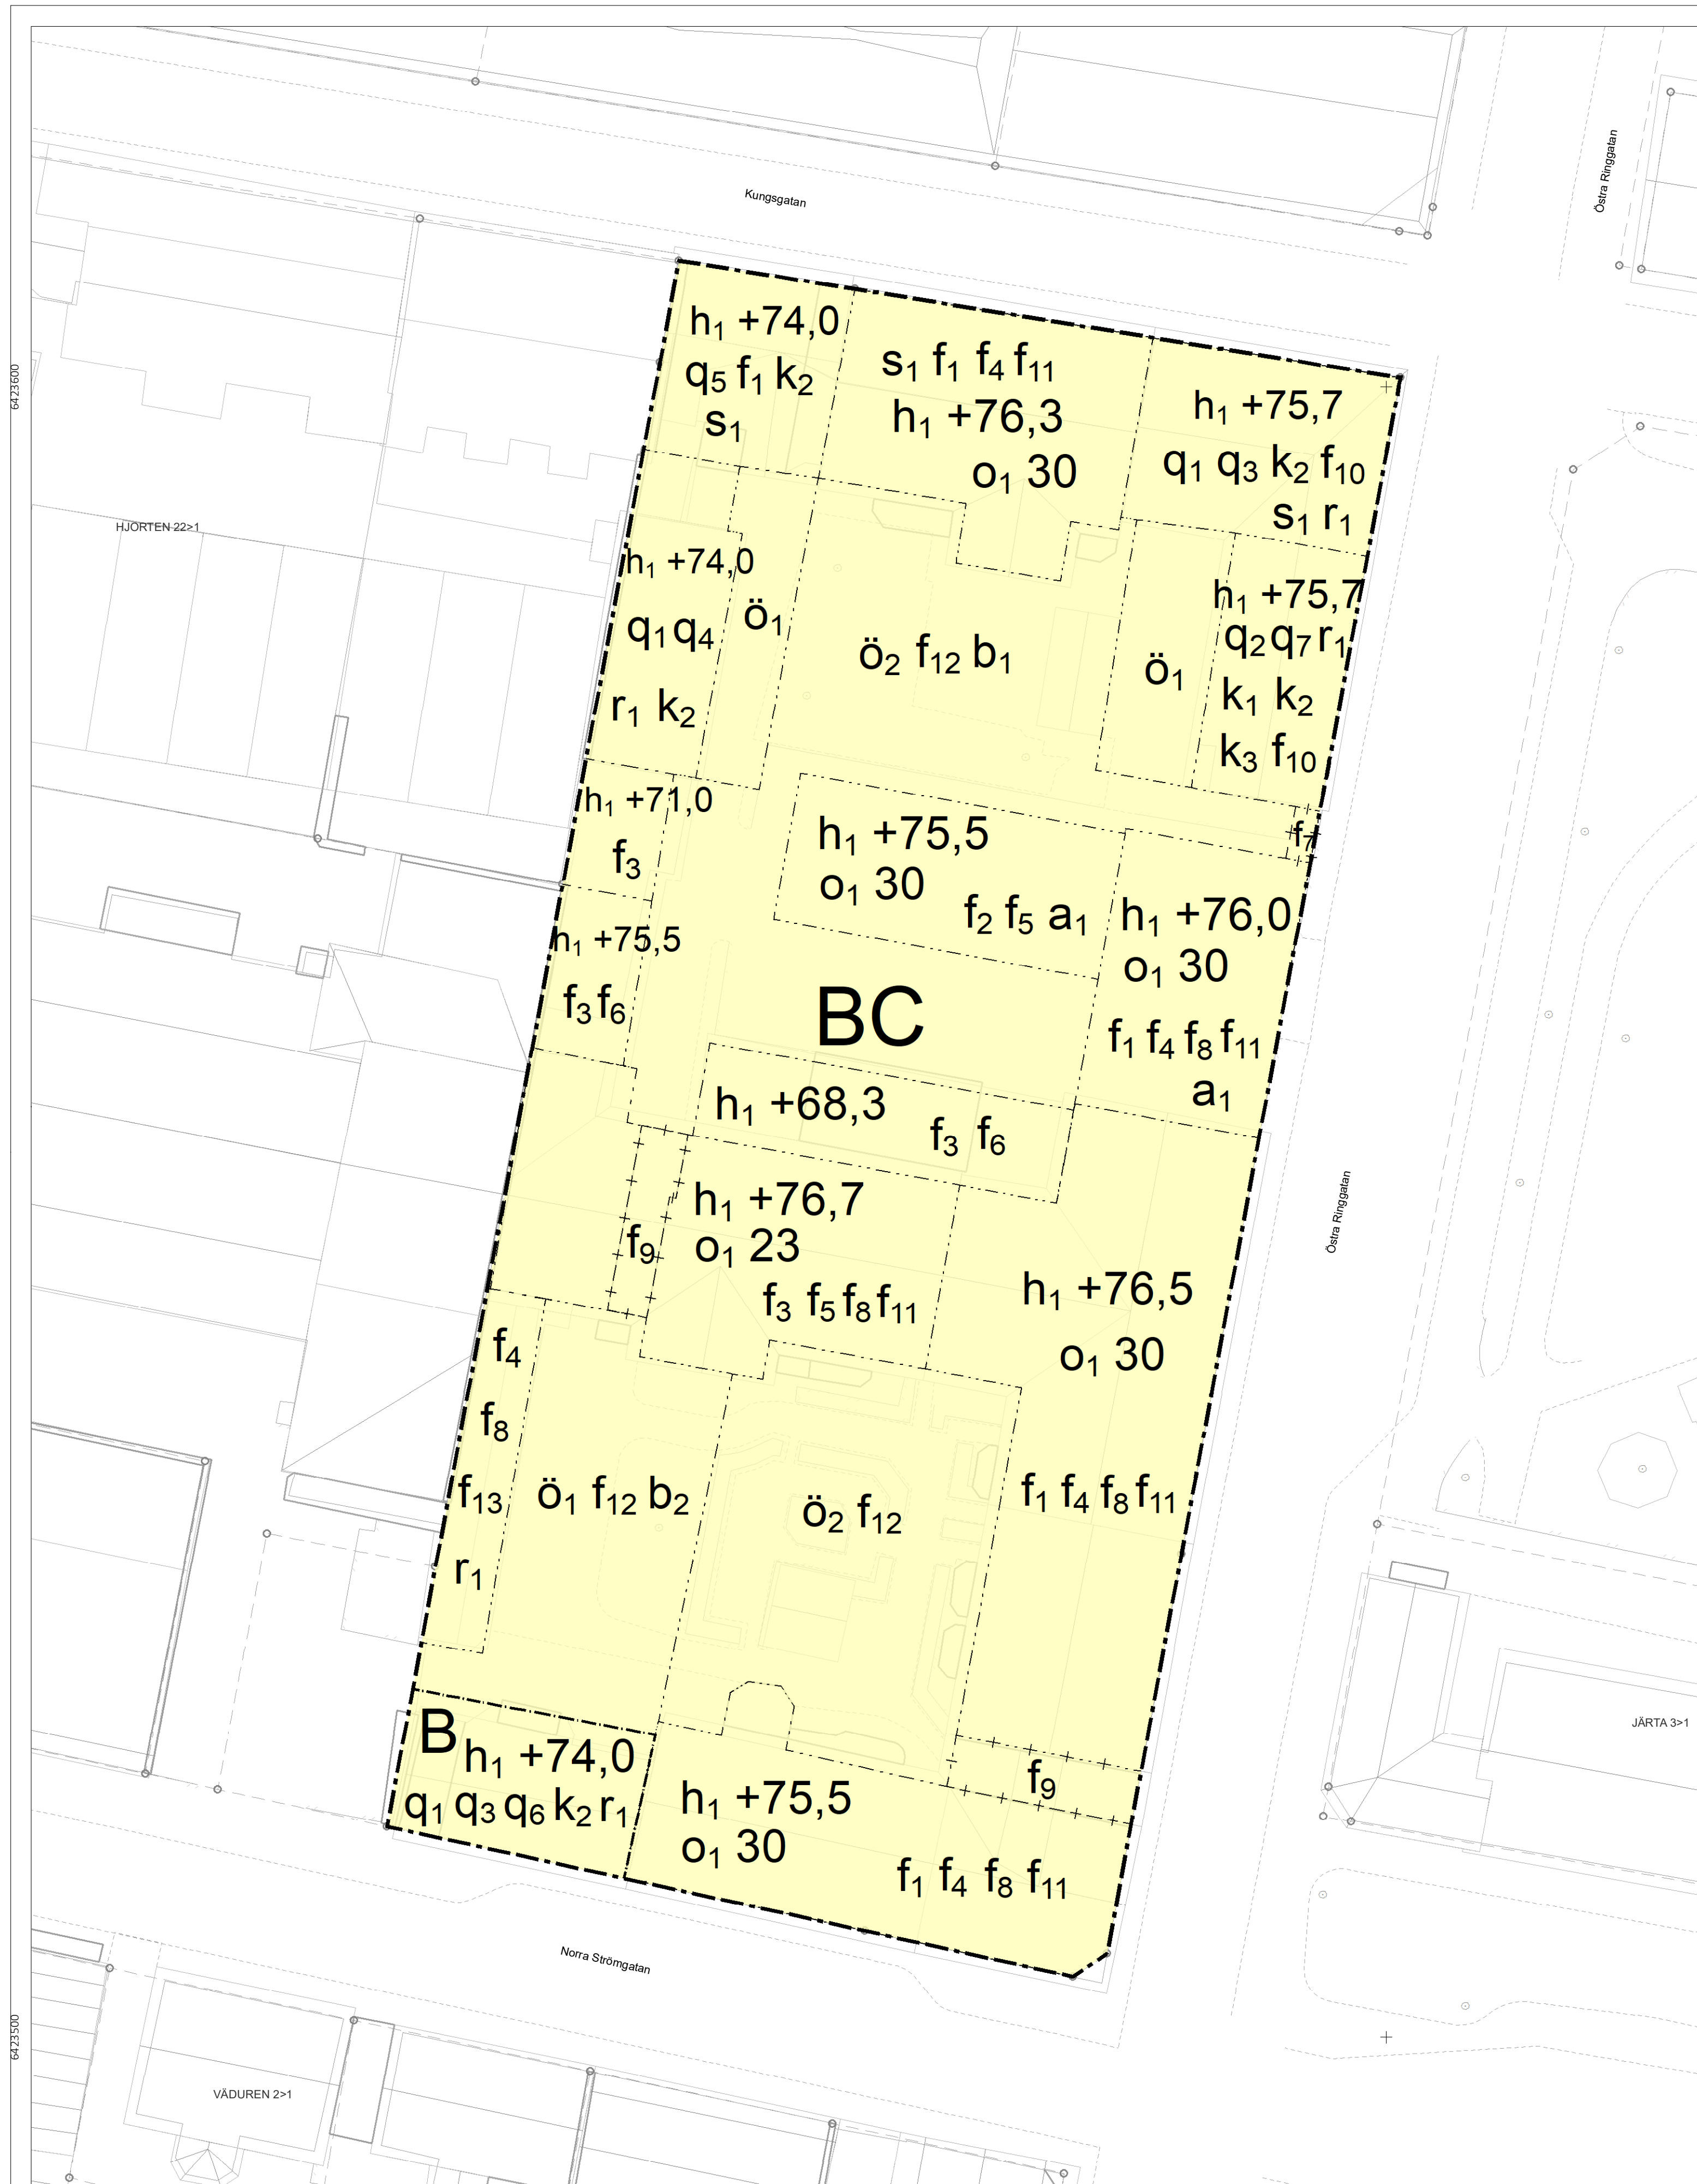 Kungsgatan
Östra Ringgatan
6423600
h₁ +74,0
q₅ f₁ k₂
s₁
s₁ f₁ f₄ f₁₁
h₁ +76,3
o₁ 30
h₁ +75,7
q₁ q₃ k₂ f₁₀
s₁ r₁
HJORTEN 22>1
h₁ +74,0
q₁ q₄
r₁ k₂
ö₁
ö₂ f₁₂ b₁
ö₁
h₁ +75,7
q₂ q₇ r₁
k₁ k₂
k₃ f₁₀
h₁ +71,0
f₃
h₁ +75,5
o₁ 30
f₂ f₅ a₁
f₇
h₁ +76,0
o₁ 30
f₁ f₄ f₈ f₁₁
a₁
h₁ +75,5
f₃ f₆
BC
h₁ +68,3
f₃ f₆
h₁ +76,7
o₁ 23
f₃ f₅ f₈ f₁₁
f₉
h₁ +76,5
o₁ 30
f₁ f₄ f₈ f₁₁
Östra Ringgatan
f₄
f₈
f₁₃
r₁
ö₁ f₁₂ b₂
ö₂ f₁₂
B
h₁ +74,0
q₁ q₃ q₆ k₂ r₁
f₉
h₁ +75,5
o₁ 30
f₁ f₄ f₈ f₁₁
JÄRTA 3>1
Norra Strömgatan
6423500
VÄDUREN 2>1